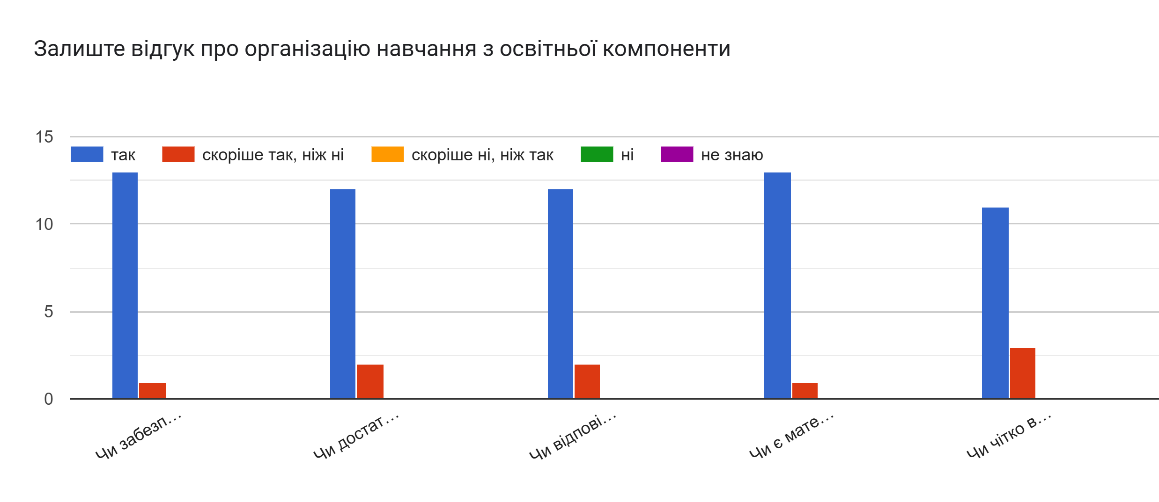 Залиште відгук про організацію навчання з освітньої компоненти
15
так скоріше так, ніж ні скоріше ні, ніж так ні не знаю
10
5
0
Чи забезп… Чи достат… Чи відпові… Чи є мате… Чи чітко в…